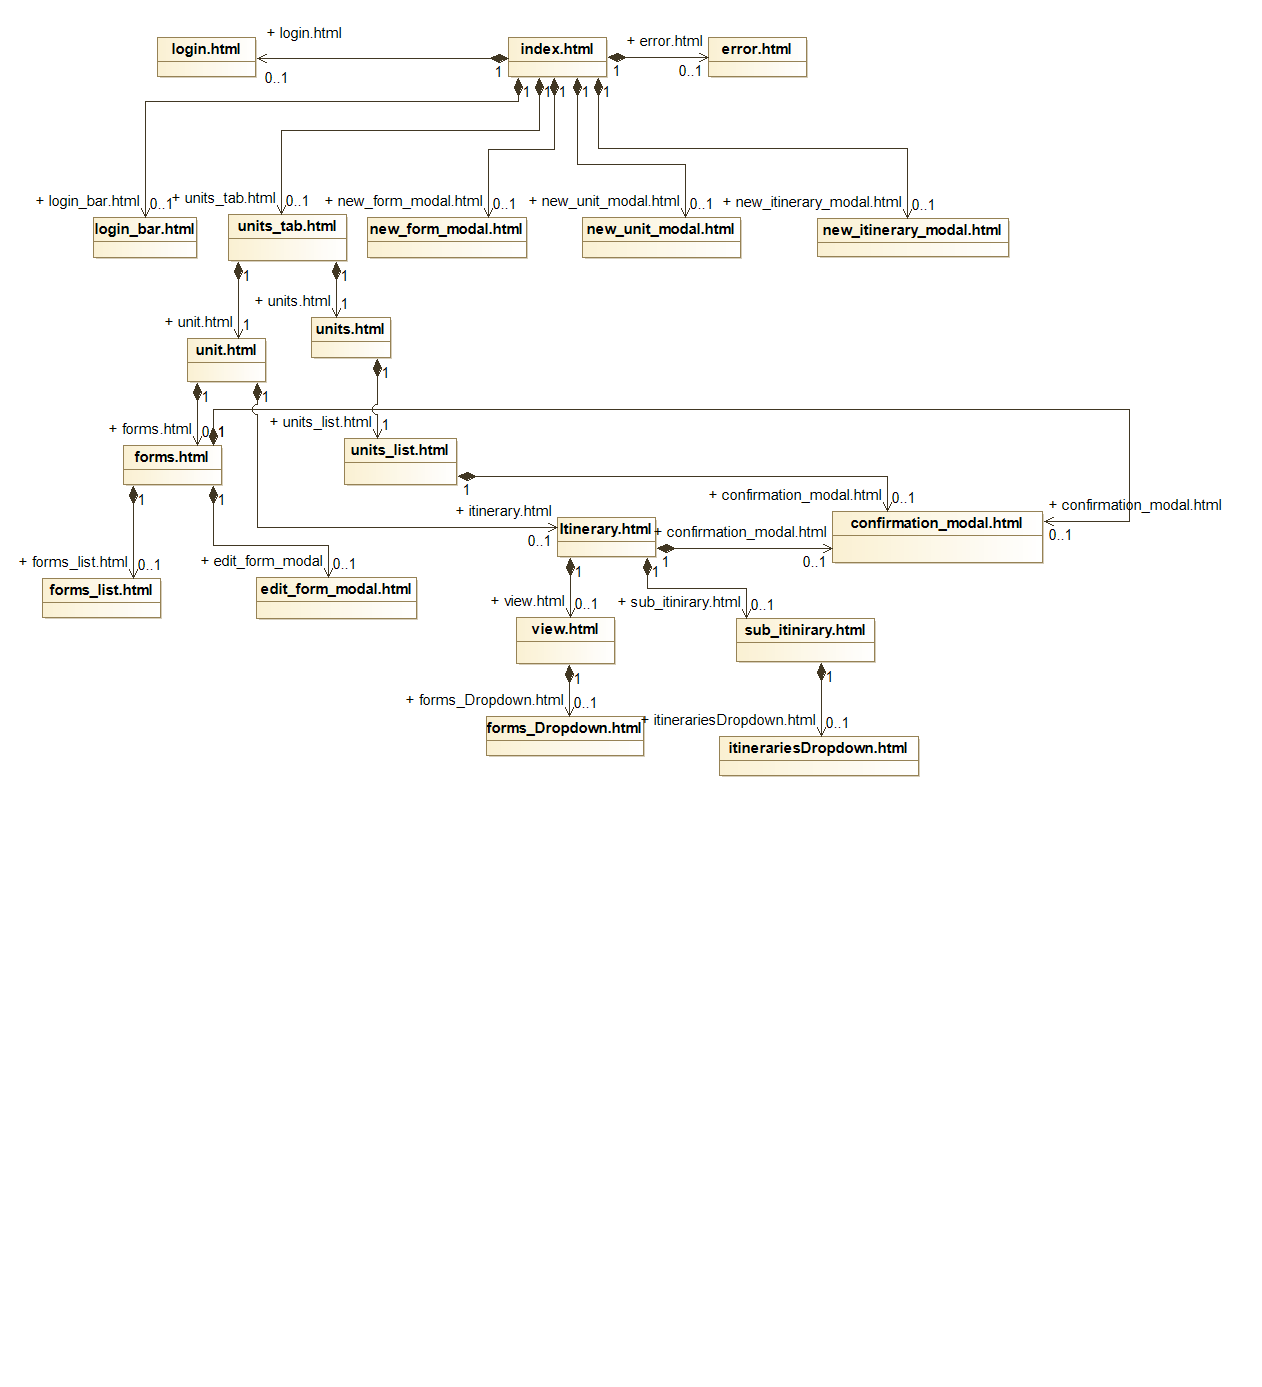 + login.html
login.html
0..1
1
index.html
1
+ error.html
0..1
error.html
1
1
1
1
1
+ login_bar.html
0..1
+ units_tab.html
0..1
+ new_form_modal.html
0..1
+ new_unit_modal.html
0..1
+ new_itinerary_modal.html
0..1
login_bar.html
units_tab.html
new_form_modal.html
new_unit_modal.html
new_itinerary_modal.html
1
1
+ units.html
1
+ unit.html
1
units.html
unit.html
1
1
1
+ units_list.html
1
+ forms.html
0..1
1
forms.html
units_list.html
1
1
1
+ confirmation_modal.html
0..1
+ confirmation_modal.html
0..1
+ itinerary.html
0..1
Itinerary.html
+ confirmation_modal.html
1
0..1
confirmation_modal.html
+ forms_list.html
0..1
+ edit_form_modal
0..1
forms_list.html
edit_form_modal.html
1
1
+ view.html
0..1
+ sub_itinirary.html
0..1
view.html
sub_itinirary.html
1
1
+ forms_Dropdown.html
0..1
+ itinerariesDropdown.html
0..1
forms_Dropdown.html
itinerariesDropdown.html